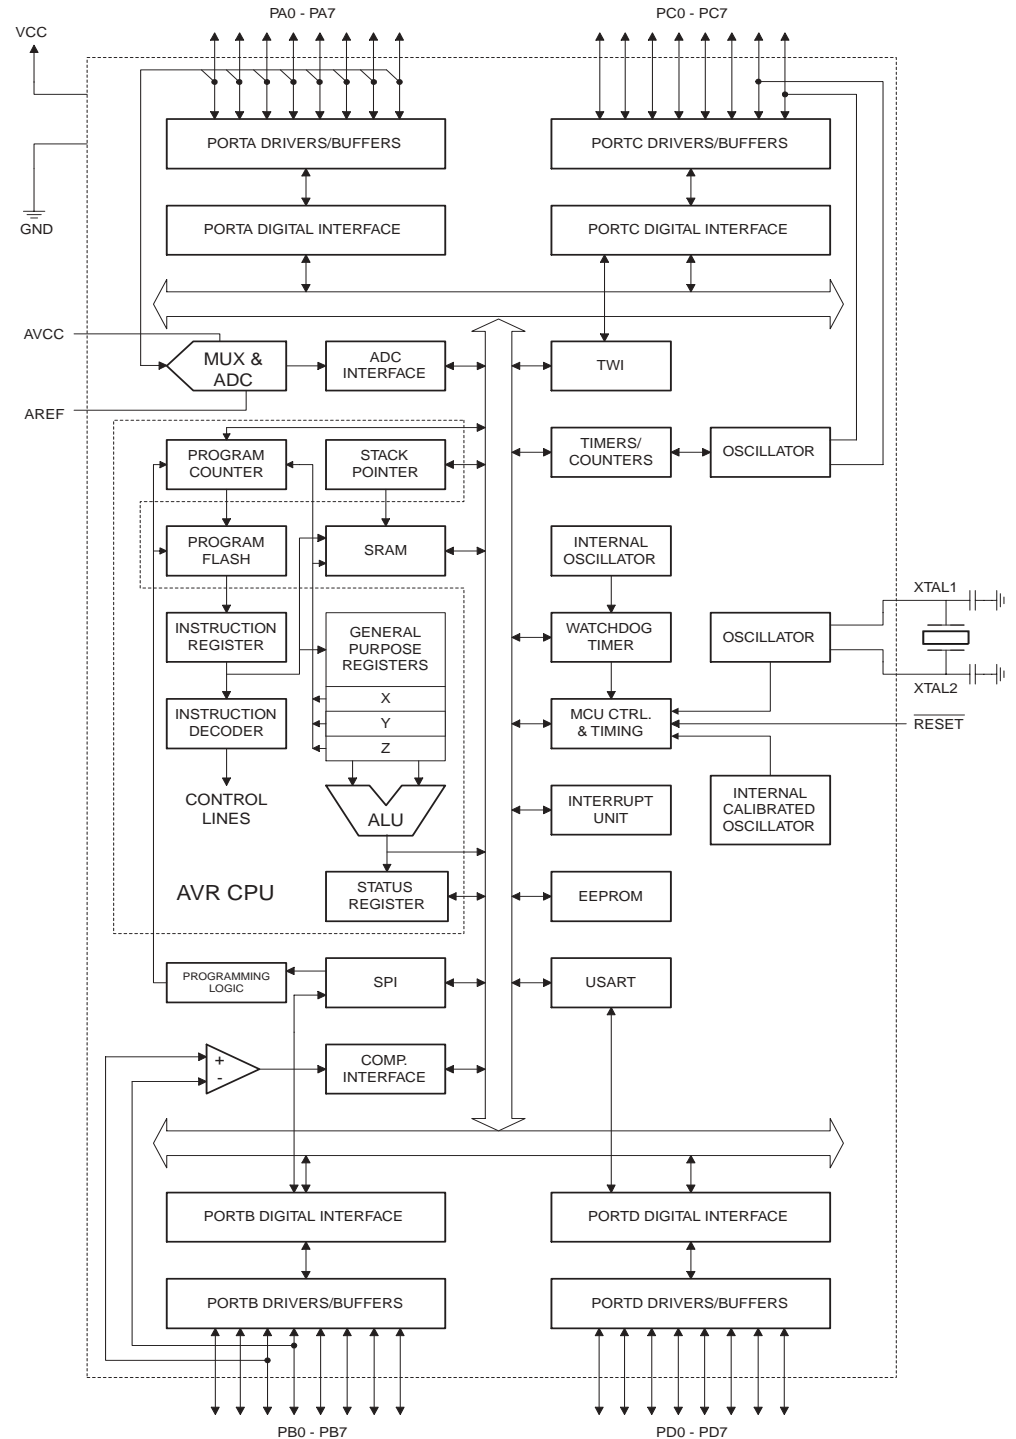 PA0 - PA7
PC0 - PC7
VCC
PORTA DRIVERS/BUFFERS
PORTC DRIVERS/BUFFERS
GND
PORTA DIGITAL INTERFACE
PORTC DIGITAL INTERFACE
AVCC
MUX &
ADC
ADC
INTERFACE
TWI
AREF
PROGRAM
COUNTER
STACK
POINTER
TIMERS/
COUNTERS
OSCILLATOR
PROGRAM
FLASH
SRAM
INTERNAL
OSCILLATOR
XTAL1
INSTRUCTION
REGISTER
GENERAL
PURPOSE
REGISTERS
WATCHDOG
TIMER
OSCILLATOR
XTAL2
X
INSTRUCTION
DECODER
Y
MCU CTRL.
& TIMING
RESET
Z
CONTROL
LINES
ALU
INTERRUPT
UNIT
INTERNAL
CALIBRATED
OSCILLATOR
AVR CPU
STATUS
REGISTER
EEPROM
PROGRAMMING
LOGIC
SPI
USART
+
-
COMP.
INTERFACE
PORTB DIGITAL INTERFACE
PORTD DIGITAL INTERFACE
PORTB DRIVERS/BUFFERS
PORTD DRIVERS/BUFFERS
PB0 - PB7
PD0 - PD7